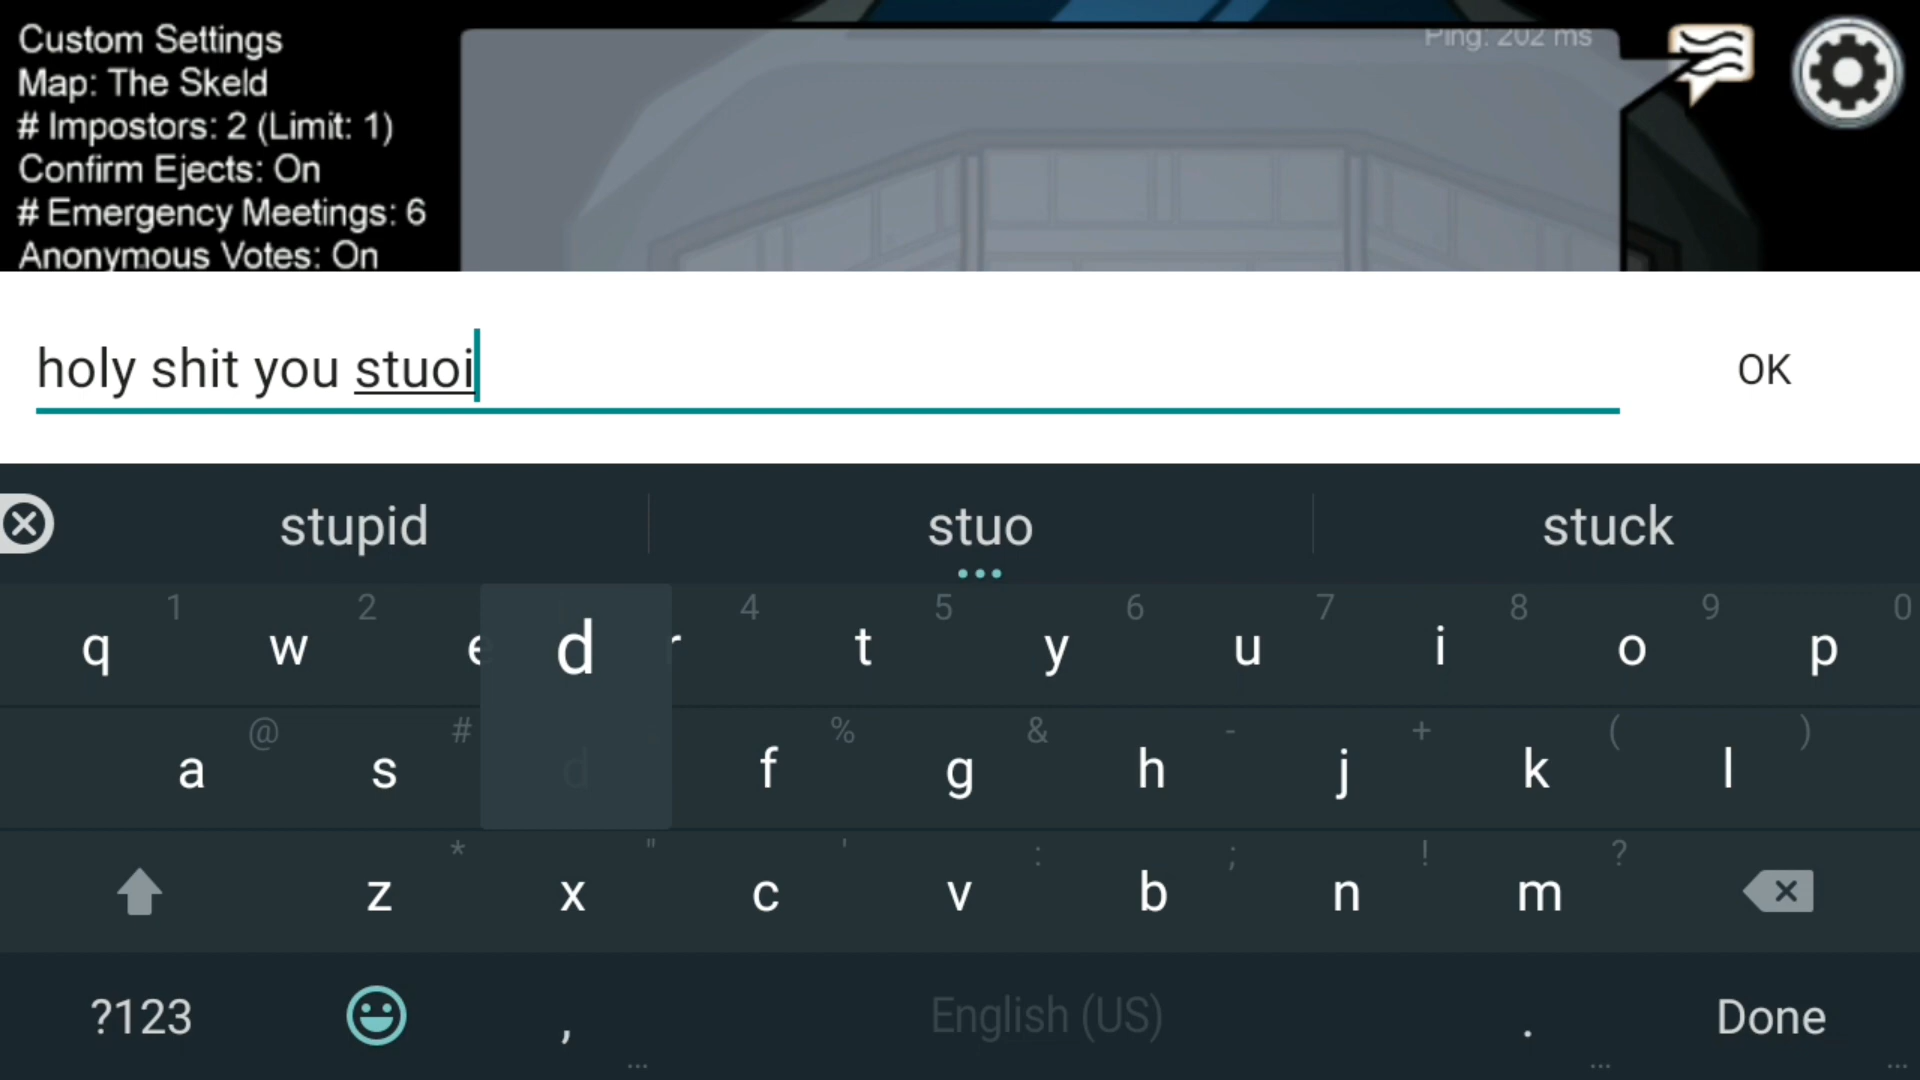 Custom Settings
Map: The Skeld
# Impostors: 2 (Limit: 1)
Confirm Ejects: On
# Emergency Meetings: 6
Anonymous Votes: On
Ping: 202 ms
holy shit you stuoi
OK
stupid stuo stuck
1 2 4 5 6 7 8 9 0
q w e d r t y u i o p
@ # % & - + ( )
a s d f g h j k l
* " ' : ; ! ?
z x c v b n m
?123 , English (US) . Done